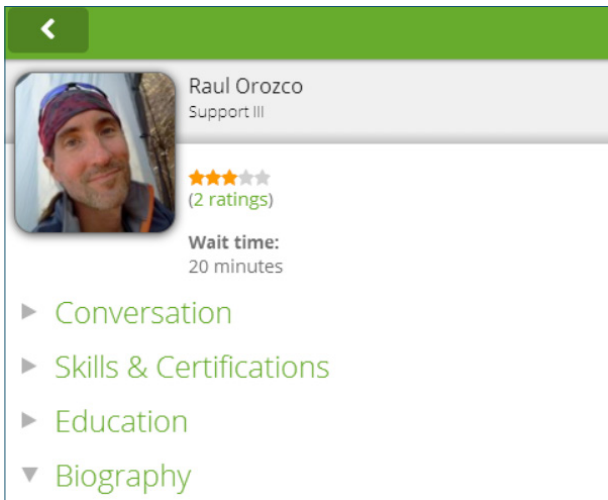 Raul Orozco
Support III
(2 ratings)
Wait time:
20 minutes
Conversation
Skills & Certifications
Education
Biography